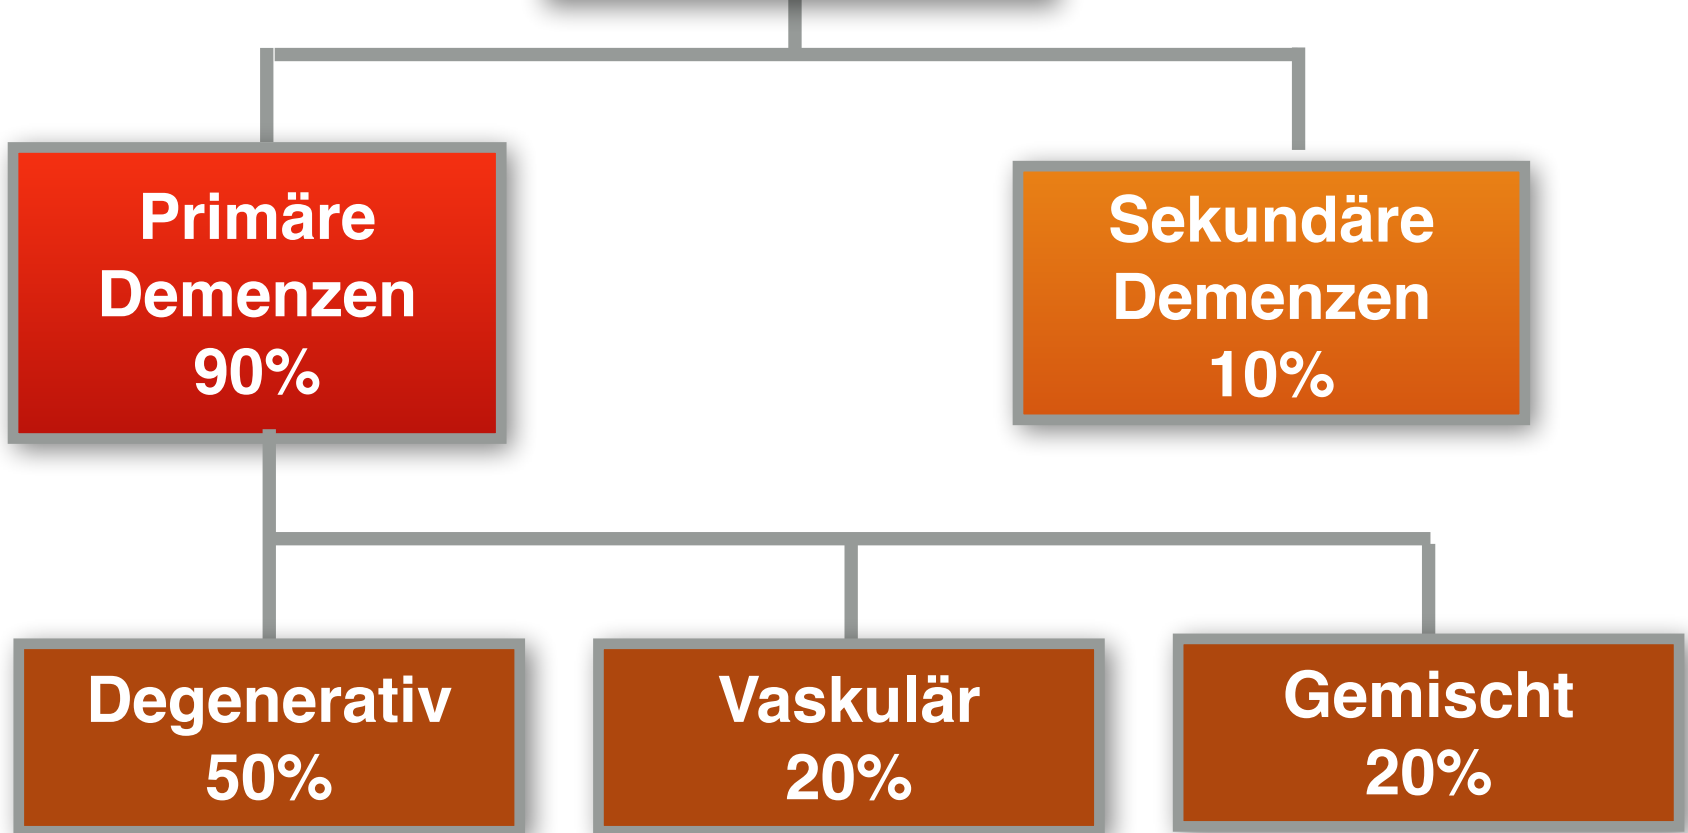 Primäre
Demenzen
90%
Sekundäre
Demenzen
10%
Degenerativ
50%
Vaskulär
20%
Gemischt
20%